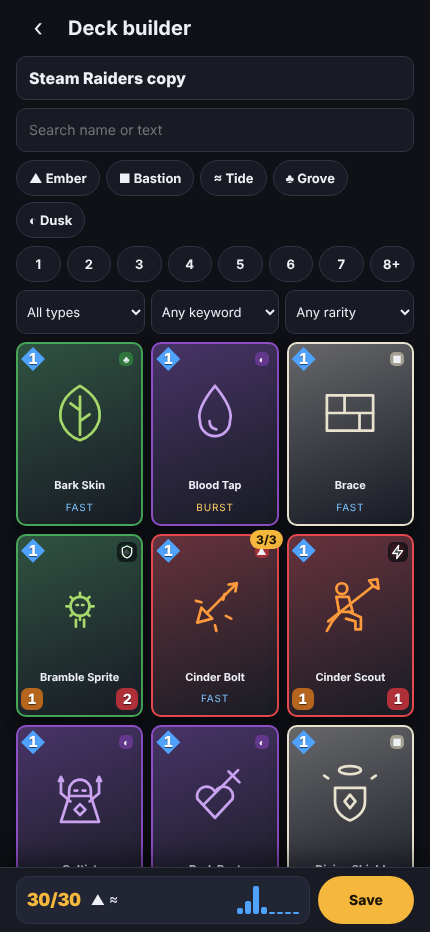 Deck builder
Steam Raiders copy
Search name or text
Ember Bastion Tide Grove
Dusk
1 2 3 4 5 6 7 8+
All types Any keyword Any rarity
1 1 1
Bark Skin Blood Tap Brace
FAST BURST FAST
3/3
1 1 1
Bramble Sprite Cinder Bolt Cinder Scout
1 2 FAST 1 1
1 1 1
30/30 Save